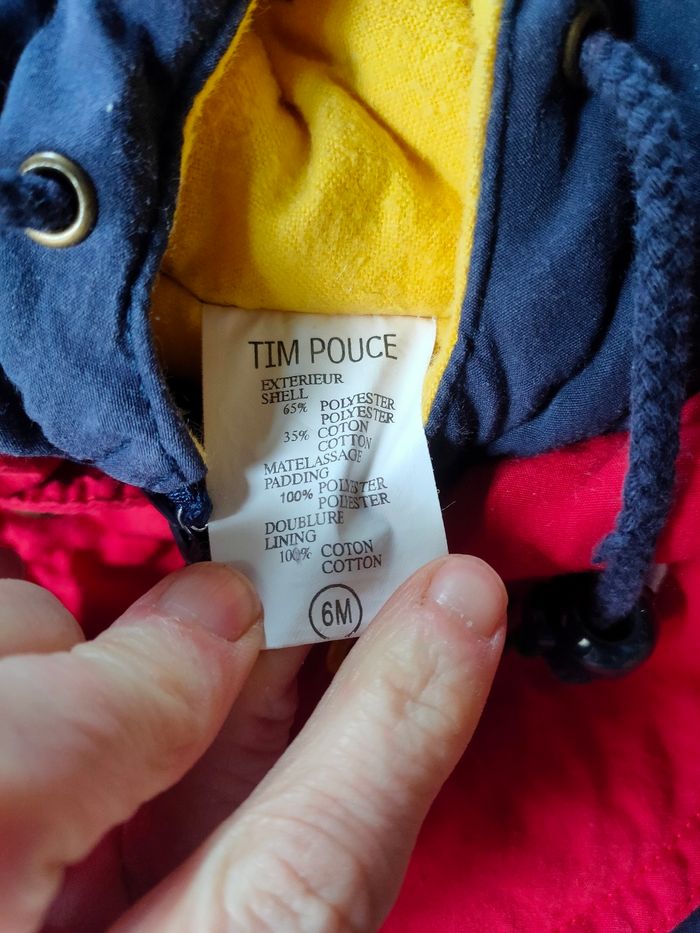 TIM POUCE
EXTERIEUR
SHELL
65% POLYESTER
POLYESTER
35% COTON
COTTON
MATELASSAGE
PADDING
100% POLYESTER
POLYESTER
DOUBLURE
LINING
100% COTON
COTTON
6M